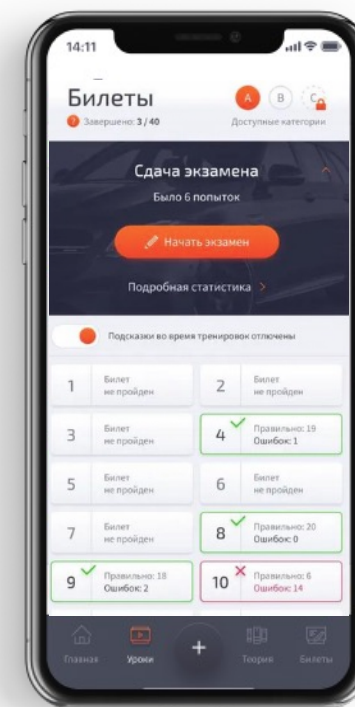 14:11
Билеты
A B C
? Завершено: 3 / 40
Доступные категории
Сдача экзамена
Было 6 попыток
Начать экзамен
Подробная статистика >
Подсказки во время тренировок отключены
1 Билет не пройден
2 Билет не пройден
3 Билет не пройден
4 Правильно: 19 Ошибок: 1
5 Билет не пройден
6 Билет не пройден
7 Билет не пройден
8 Правильно: 20 Ошибок: 0
9 Правильно: 18 Ошибок: 2
10 Правильно: 6 Ошибок: 14
Главная Уроки + Теория Билеты